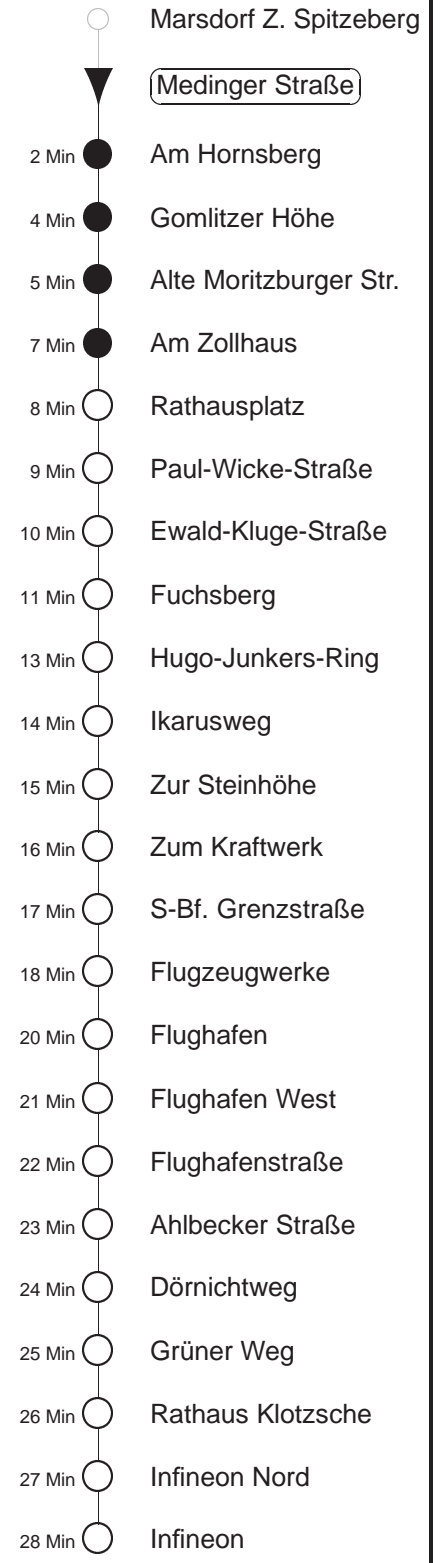 Marsdorf Z. Spitzeberg
Medinger Straße
2 Min Am Hornsberg
4 Min Gomlitzer Höhe
5 Min Alte Moritzburger Str.
7 Min Am Zollhaus
8 Min Rathausplatz
9 Min Paul-Wicke-Straße
10 Min Ewald-Kluge-Straße
11 Min Fuchsberg
13 Min Hugo-Junkers-Ring
14 Min Ikarusweg
15 Min Zur Steinhöhe
16 Min Zum Kraftwerk
17 Min S-Bf. Grenzstraße
18 Min Flugzeugwerke
20 Min Flughafen
21 Min Flughafen West
22 Min Flughafenstraße
23 Min Ahlbecker Straße
24 Min Dörnichtweg
25 Min Grüner Weg
26 Min Rathaus Klotzsche
27 Min Infineon Nord
28 Min Infineon